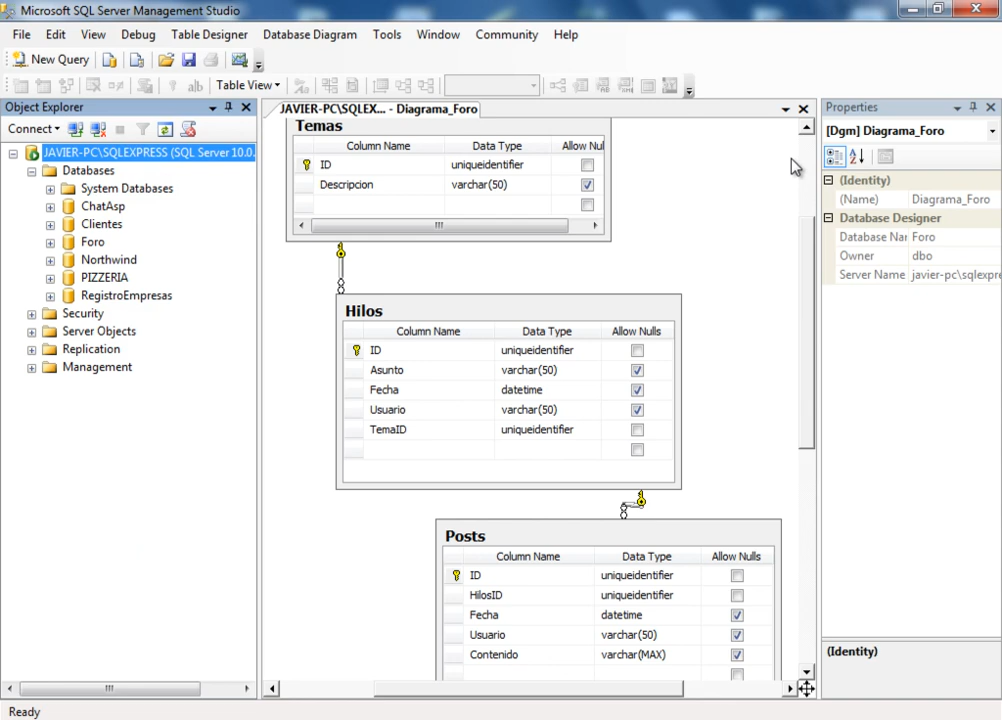 Microsoft SQL Server Management Studio
File Edit View Debug Table Designer Database Diagram Tools Window Community Help
New Query
Table View
Object Explorer
Connect
JAVIER-PC\SQLEXPRESS (SQL Server 10.0.
Databases
System Databases
ChatAsp
Clientes
Foro
Northwind
PIZZERIA
RegistroEmpresas
Security
Server Objects
Replication
Management
JAVIER-PC\SQLEX... - Diagrama_Foro
Temas
Column Name Data Type Allow Nul
ID uniqueidentifier
Descripcion varchar(50)
Hilos
Column Name Data Type Allow Nulls
ID uniqueidentifier
Asunto varchar(50)
Fecha datetime
Usuario varchar(50)
TemaID uniqueidentifier
Posts
Column Name Data Type Allow Nulls
ID uniqueidentifier
HilosID uniqueidentifier
Fecha datetime
Usuario varchar(50)
Contenido varchar(MAX)
Properties
[Dgm] Diagrama_Foro
(Identity)
(Name) Diagrama_Foro
Database Designer
Database Nar Foro
Owner dbo
Server Name javier-pc\sqlexpre
(Identity)
Ready